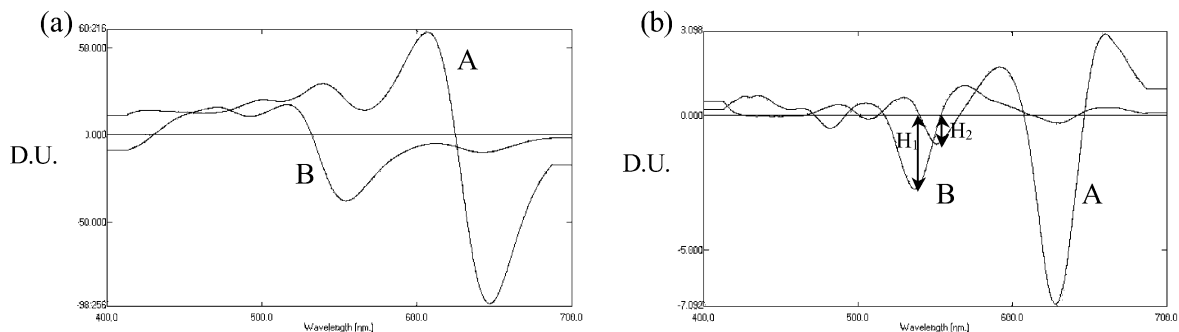 (a)
60.216
50.000
0.000
-50.000
-98.256
D.U.
A
B
400.0
500.0
600.0
700.0
Wavelength [nm.]
(b)
3.098
0.000
-5.000
-7.092
D.U.
H1
H2
B
A
400.0
500.0
600.0
700.0
Wavelength [nm.]